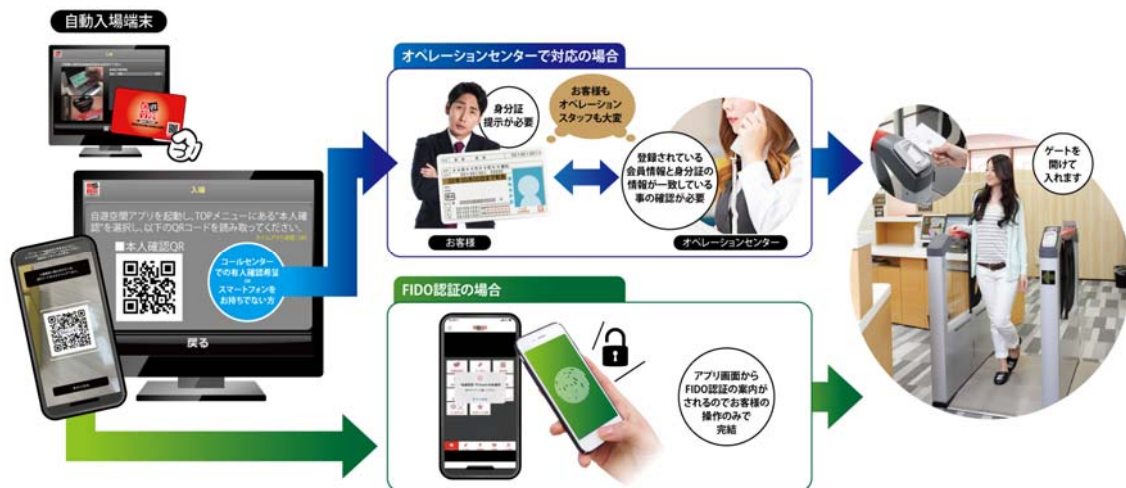 自動入場端末
入場
入場
自遊空間アプリを起動し、TOPメニューにある"本人確
認"を選択し、以下のQRコードを読み取ってください。
■本人確認QR
コールセンター
での有人確認希望
or
スマートフォンを
お持ちでない方
戻る
オペレーションセンターで対応の場合
身分証
提示が必要
お客様も
オペレーション
スタッフも大変
登録されている
会員情報と身分証の
情報が一致している
事の確認が必要
お客様
オペレーションセンター
FIDO認証の場合
アプリ画面から
FIDO認証の案内が
されるのでお客様の
操作のみで
完結
ゲートを
開けて
入れます